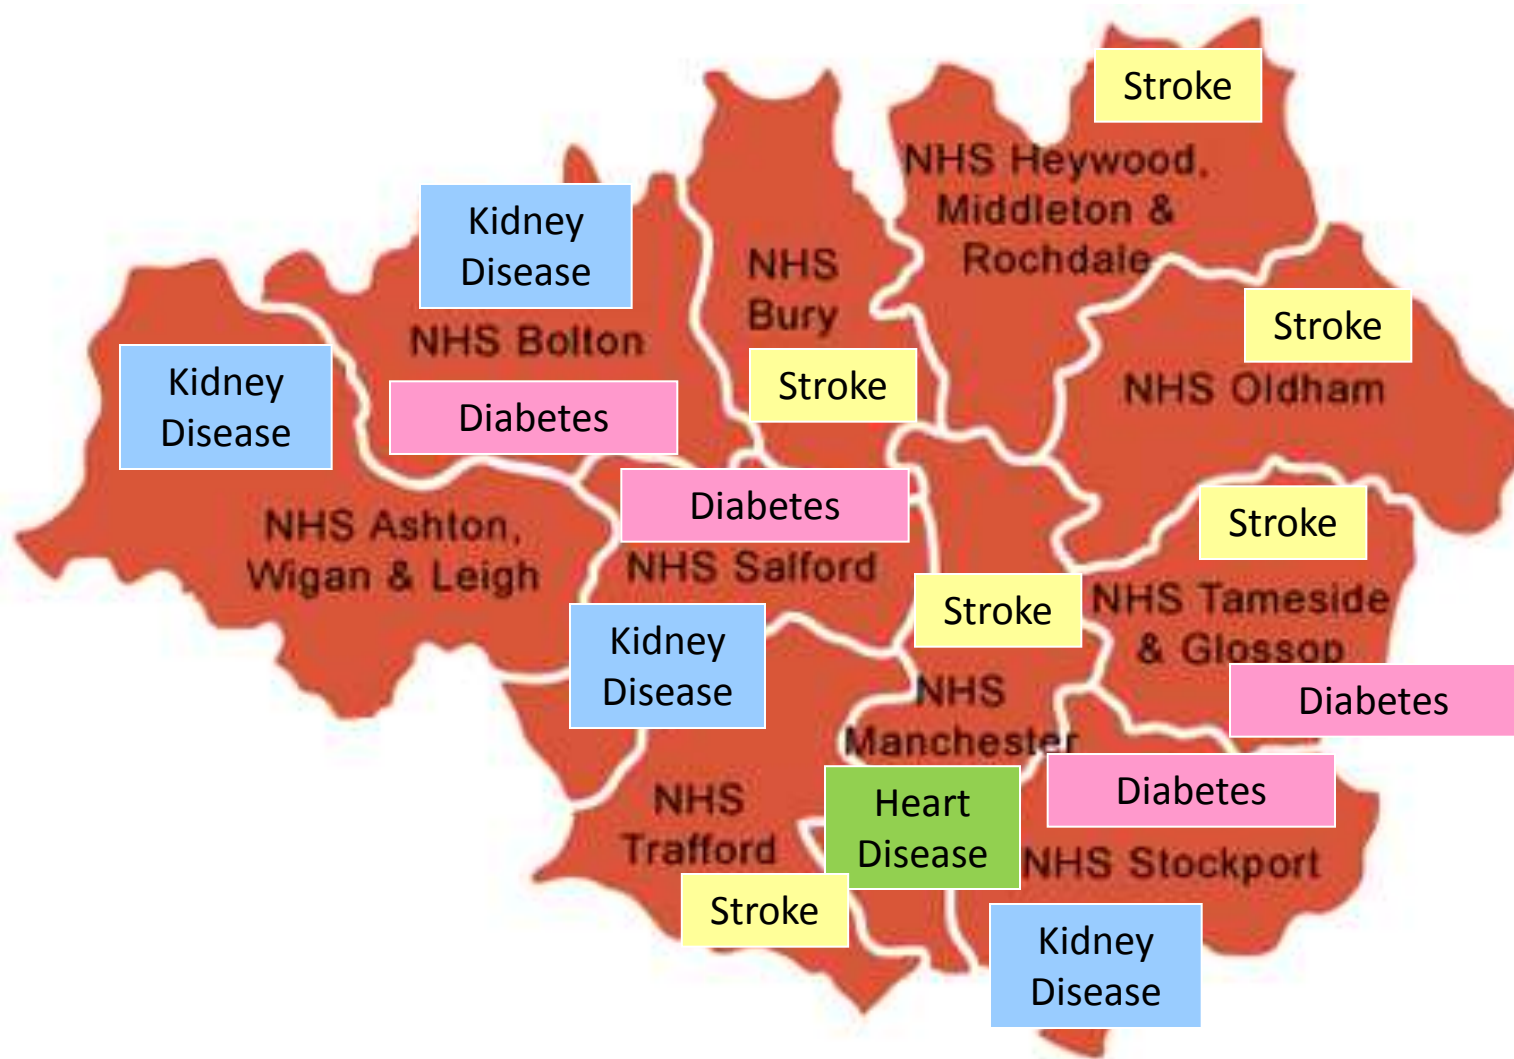 Stroke
NHS Heywood,
Middleton &
Rochdale
Kidney
Disease
NHS
Bury
NHS Bolton
Stroke
NHS Oldham
Kidney
Disease
Diabetes
Stroke
Diabetes
Stroke
NHS Ashton,
Wigan & Leigh
NHS Salford
Stroke
NHS Tameside
& Glossop
Kidney
Disease
Diabetes
NHS
Manchester
NHS
Trafford
Heart
Disease
Diabetes
NHS Stockport
Stroke
Kidney
Disease